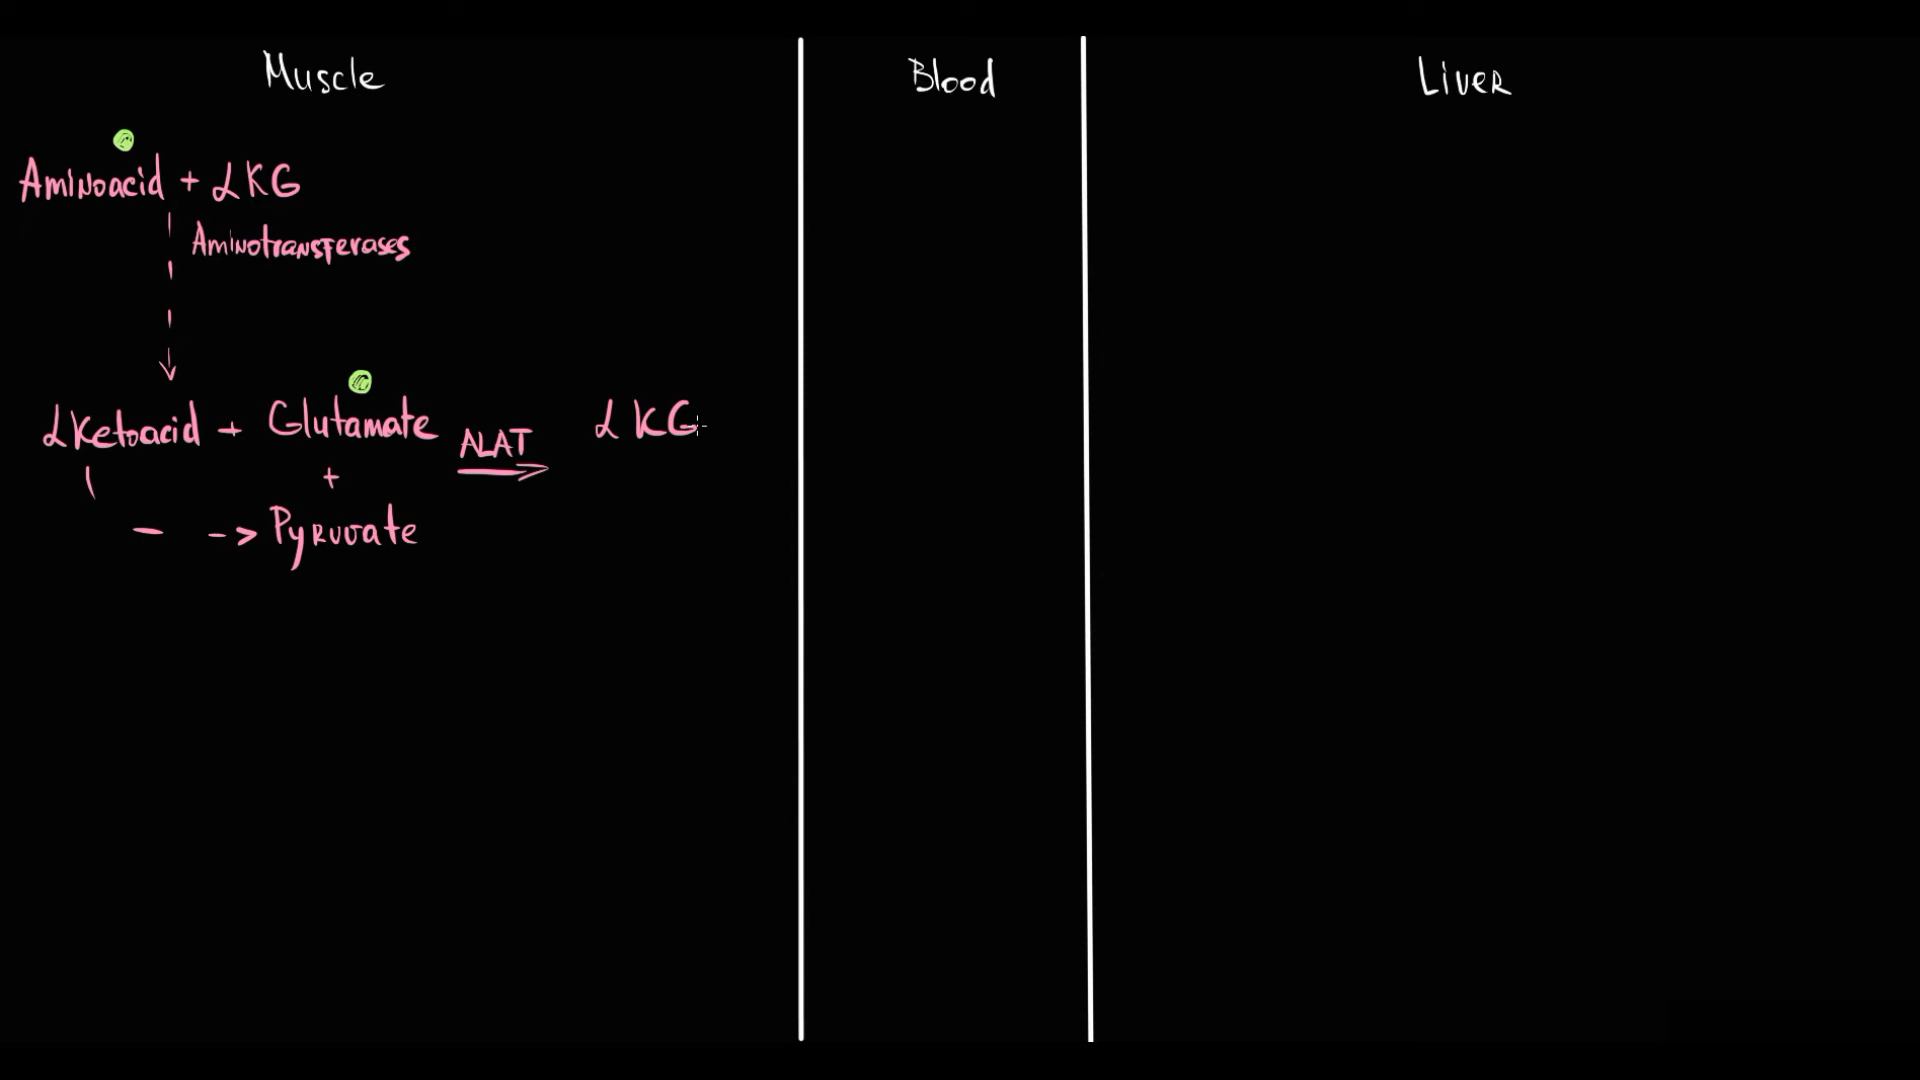 Muscle
Blood
Liver
Aminoacid + αKG
Aminotransferases
αKetoacid + Glutamate
ALAT
αKG
+
-> Pyruvate